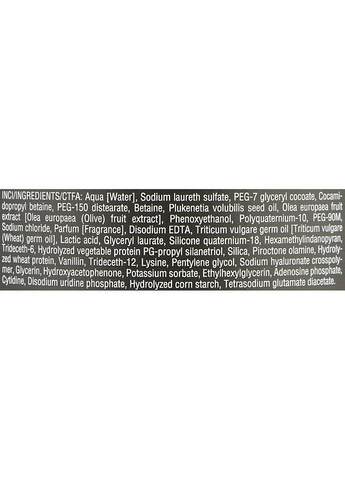 INCI/INGREDIENTS/CTFA: Aqua [Water], Sodium laureth sulfate, PEG-7 glyceryl cocoate, Cocami-
dopropyl betaine, PEG-150 distearate, Betaine, Plukenetia volubilis seed oil, Olea europaea fruit
extract [Olea europaea (Olive) fruit extract], Phenoxyethanol, Polyquaternium-10, PEG-90M,
Sodium chloride, Parfum [Fragrance], Disodium EDTA, Triticum vulgare germ oil [Triticum vulgare
(Wheat) germ oil], Lactic acid, Glyceryl laurate, Silicone quaternium-18, Hexamethylindanopyran,
Trideceth-6, Hydrolyzed vegetable protein PG-propyl silanetriol, Silica, Piroctone olamine, Hydroly-
zed wheat protein, Vanillin, Trideceth-12, Lysine, Pentylene glycol, Sodium hyaluronate crosspoly-
mer, Glycerin, Hydroxyacetophenone, Potassium sorbate, Ethylhexylglycerin, Adenosine phosphate,
Cytidine, Disodium uridine phosphate, Hydrolyzed corn starch, Tetrasodium glutamate diacetate.